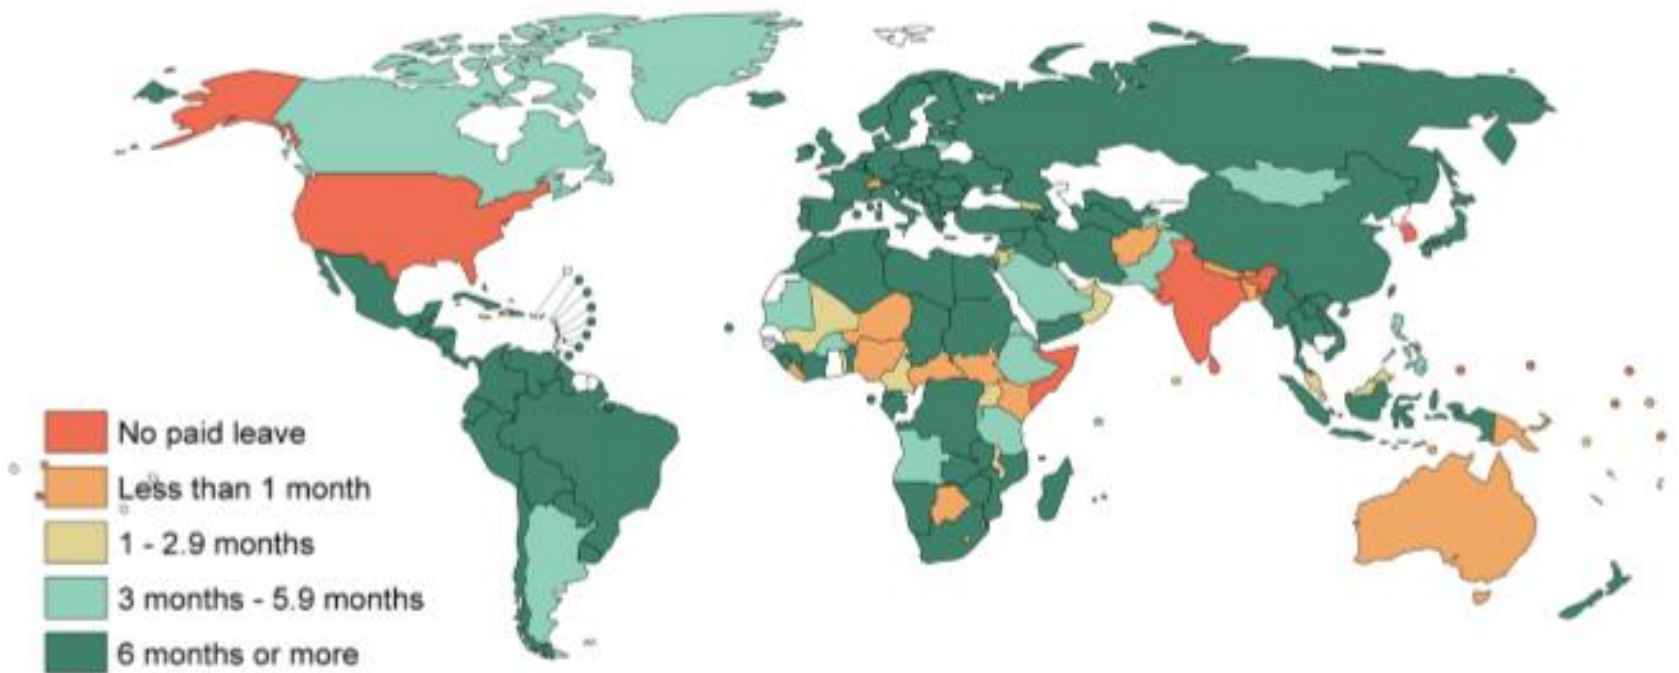 No paid leave
Less than 1 month
1 - 2.9 months
3 months - 5.9 months
6 months or more